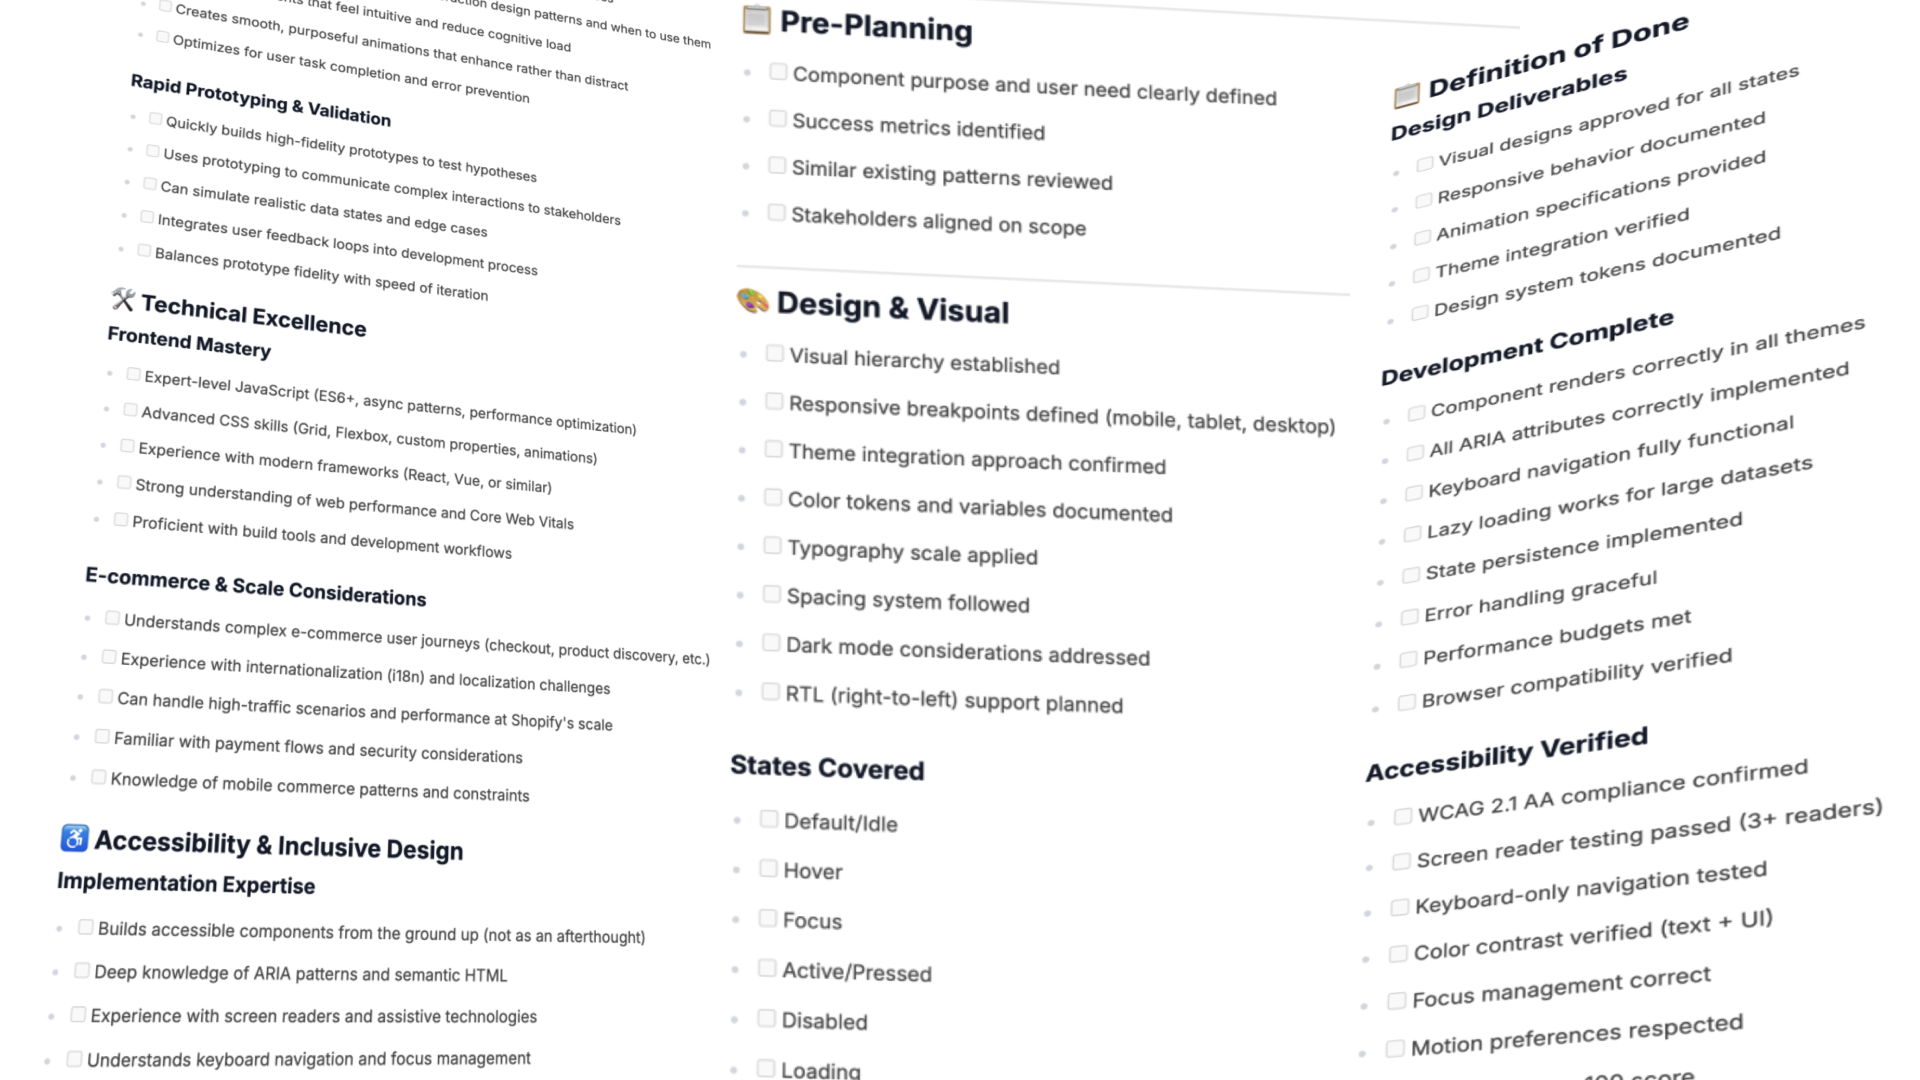 that feel intuitive and reduce cognitive load
design patterns and when to use them
Creates smooth, purposeful animations that enhance rather than distract
Optimizes for user task completion and error prevention
Rapid Prototyping & Validation
Quickly builds high-fidelity prototypes to test hypotheses
Uses prototyping to communicate complex interactions to stakeholders
Can simulate realistic data states and edge cases
Integrates user feedback loops into development process
Balances prototype fidelity with speed of iteration
🛠️ Technical Excellence
Frontend Mastery
Expert-level JavaScript (ES6+, async patterns, performance optimization)
Advanced CSS skills (Grid, Flexbox, custom properties, animations)
Experience with modern frameworks (React, Vue, or similar)
Strong understanding of web performance and Core Web Vitals
Proficient with build tools and development workflows
E-commerce & Scale Considerations
Understands complex e-commerce user journeys (checkout, product discovery, etc.)
Experience with internationalization (i18n) and localization challenges
Can handle high-traffic scenarios and performance at Shopify's scale
Familiar with payment flows and security considerations
Knowledge of mobile commerce patterns and constraints
♿ Accessibility & Inclusive Design
Implementation Expertise
Builds accessible components from the ground up (not as an afterthought)
Deep knowledge of ARIA patterns and semantic HTML
Experience with screen readers and assistive technologies
Understands keyboard navigation and focus management
📋 Pre-Planning
Component purpose and user need clearly defined
Success metrics identified
Similar existing patterns reviewed
Stakeholders aligned on scope
🎨 Design & Visual
Visual hierarchy established
Responsive breakpoints defined (mobile, tablet, desktop)
Theme integration approach confirmed
Color tokens and variables documented
Typography scale applied
Spacing system followed
Dark mode considerations addressed
RTL (right-to-left) support planned
States Covered
Default/Idle
Hover
Focus
Active/Pressed
Disabled
Loading
📋 Definition of Done
Design Deliverables
Visual designs approved for all states
Responsive behavior documented
Animation specifications provided
Theme integration verified
Design system tokens documented
Development Complete
Component renders correctly in all themes
All ARIA attributes correctly implemented
Keyboard navigation fully functional
Lazy loading works for large datasets
State persistence implemented
Error handling graceful
Performance budgets met
Browser compatibility verified
Accessibility Verified
WCAG 2.1 AA compliance confirmed
Screen reader testing passed (3+ readers)
Keyboard-only navigation tested
Color contrast verified (text + UI)
Focus management correct
Motion preferences respected
100 score